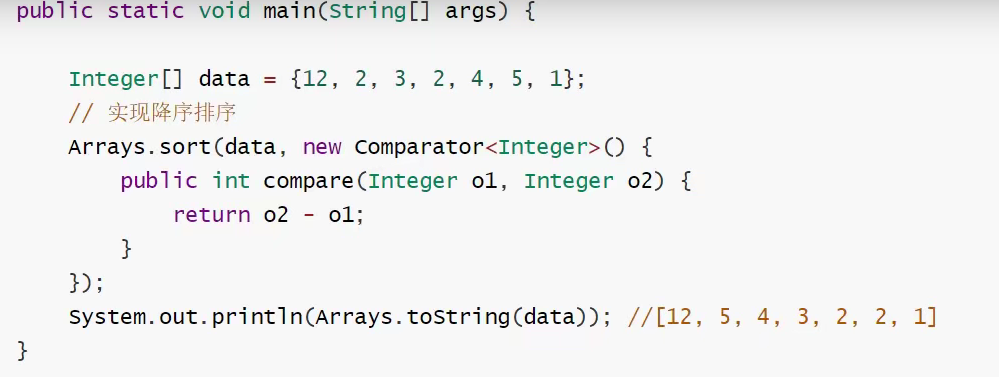 public static void main(String[] args) {
    Integer[] data = {12, 2, 3, 2, 4, 5, 1};
    // 实现降序排序
    Arrays.sort(data, new Comparator<Integer>() {
        public int compare(Integer o1, Integer o2) {
            return o2 - o1;
        }
    });
    System.out.println(Arrays.toString(data)); //[12, 5, 4, 3, 2, 2, 1]
}